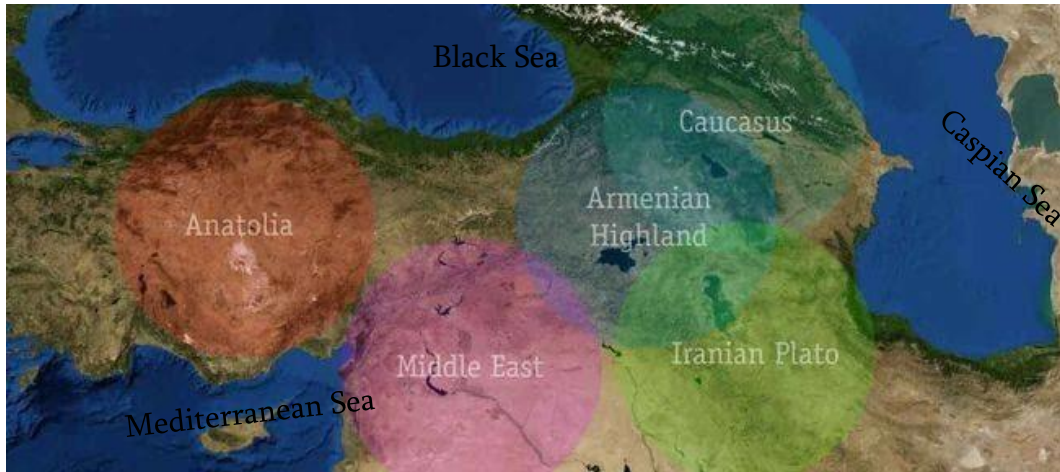 Black Sea
Caspian Sea
Caucasus
Armenian
Highland
Anatolia
Middle East
Iranian Plato
Mediterranean Sea